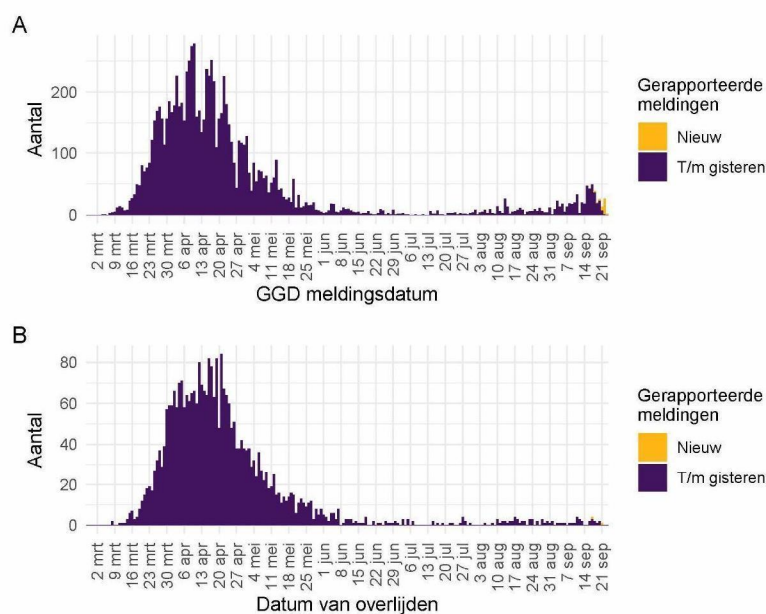 A
Aantal
200
100
0
2 mrt
9 mrt
16 mrt
23 mrt
30 mrt
6 apr
13 apr
20 apr
27 apr
4 mei
11 mei
18 mei
25 mei
1 jun
8 jun
15 jun
22 jun
29 jun
6 jul
13 jul
20 jul
27 jul
3 aug
10 aug
17 aug
24 aug
31 aug
7 sep
14 sep
21 sep
GGD meldingsdatum
Gerapporteerde
meldingen
Nieuw
T/m gisteren
B
Aantal
80
60
40
20
0
2 mrt
9 mrt
16 mrt
23 mrt
30 mrt
6 apr
13 apr
20 apr
27 apr
4 mei
11 mei
18 mei
25 mei
1 jun
8 jun
15 jun
22 jun
29 jun
6 jul
13 jul
20 jul
27 jul
3 aug
10 aug
17 aug
24 aug
31 aug
7 sep
14 sep
21 sep
Datum van overlijden
Gerapporteerde
meldingen
Nieuw
T/m gisteren